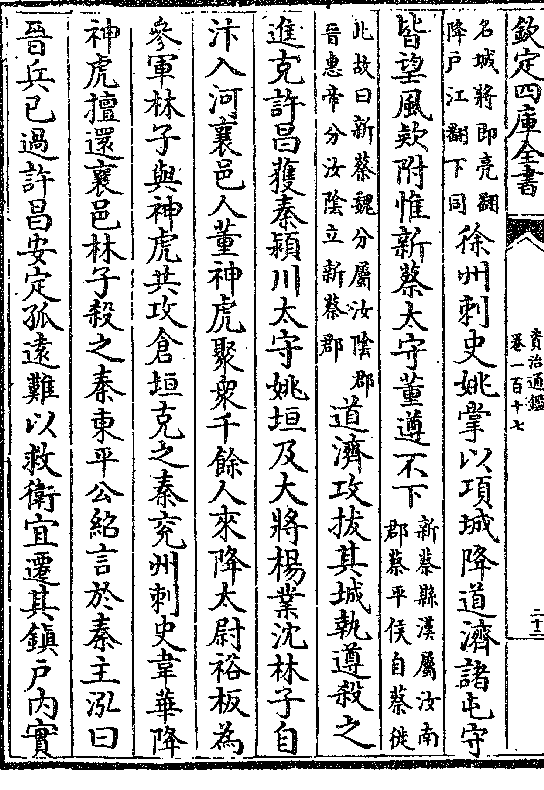 欽定四庫全書
資治通鑑
卷一百十七
二十二
名城將即亮翻
降戶江翻下同
徐州刺史姚掌以項城降道濟諸屯守
皆望風欵附惟新蔡太守董遵不下
新蔡縣漢屬汝南
郡蔡平侯自蔡徙
此故曰新蔡魏分屬汝陰郡
晉惠帝分汝陰立新蔡郡
道濟攻拔其城執遵殺之
進克許昌獲秦潁川太守姚垣及大將楊業沈林子自
汴入河襄邑人董神虎聚衆千餘人來降太尉裕板為
參軍林子與神虎共攻倉垣克之秦兖州刺史韋華降
神虎擅還襄邑林子殺之秦東平公紹言於秦主泓曰
晉兵已過許昌安定孤遠難以救衛宜遷其鎮戶内實